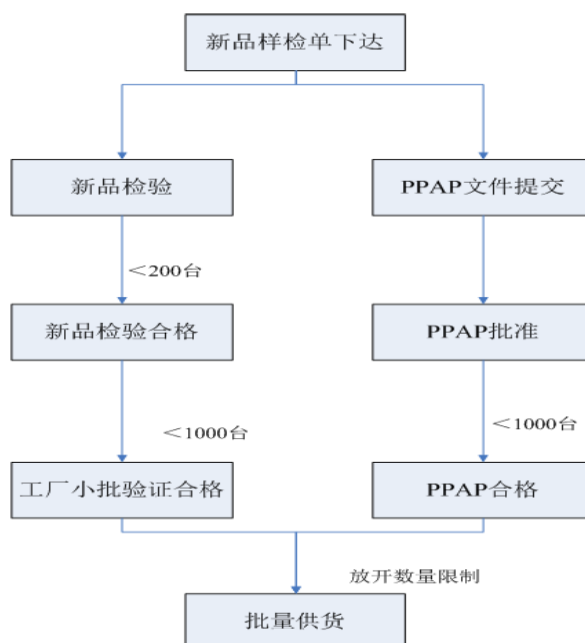 新品样检单下达
新品检验
PPAP文件提交
＜200台
新品检验合格
PPAP批准
＜1000台
＜1000台
工厂小批验证合格
PPAP合格
放开数量限制
批量供货